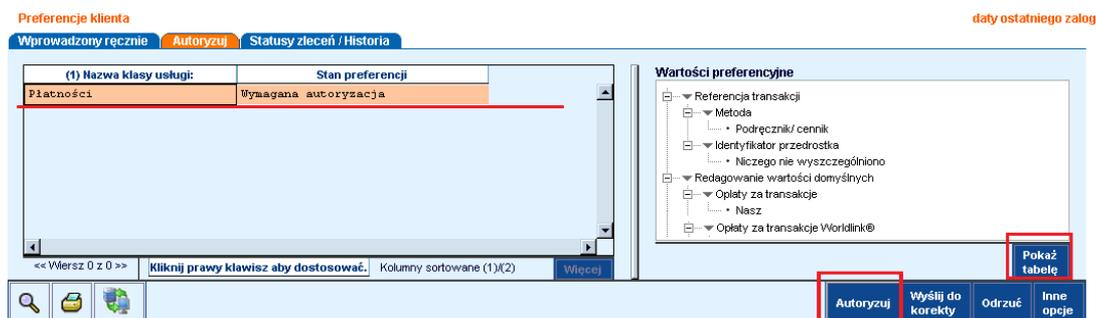 Preferencje klienta
daty ostatniego zalog
Wprowadzony ręcznie
Autoryzuj
Statusy zleceń / Historia
(1) Nazwa klasy usługi:
Stan preferencji
Płatności
Wymagana autoryzacja
<< Wiersz 0 z 0 >>
Kliknij prawy klawisz aby dostosować.
Kolumny sortowane (1)/(2)
Więcej
Wartości preferencyjne
Referencja transakcji
Metoda
Podręcznik/ cennik
Identyfikator przedrostka
Niczego nie wyszczególniono
Redagowanie wartości domyślnych
Opłaty za transakcje
Nasz
Opłaty za transakcje Worldlink®
Pokaż
tabelę
Autoryzuj
Wyślij do
korekty
Odrzuć
Inne
opcje